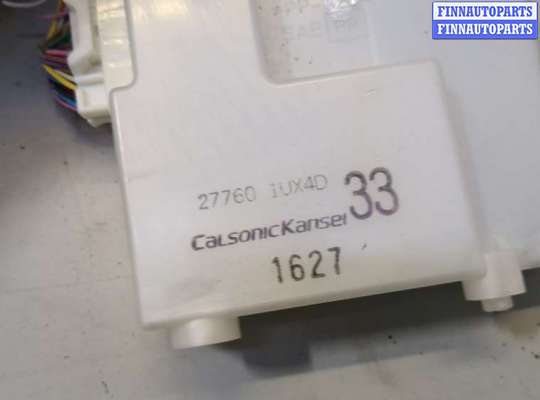 FINNAUTOPARTS
FINNAUTOPARTS
27760 1UX4D
33
CalsonicKansei
1627